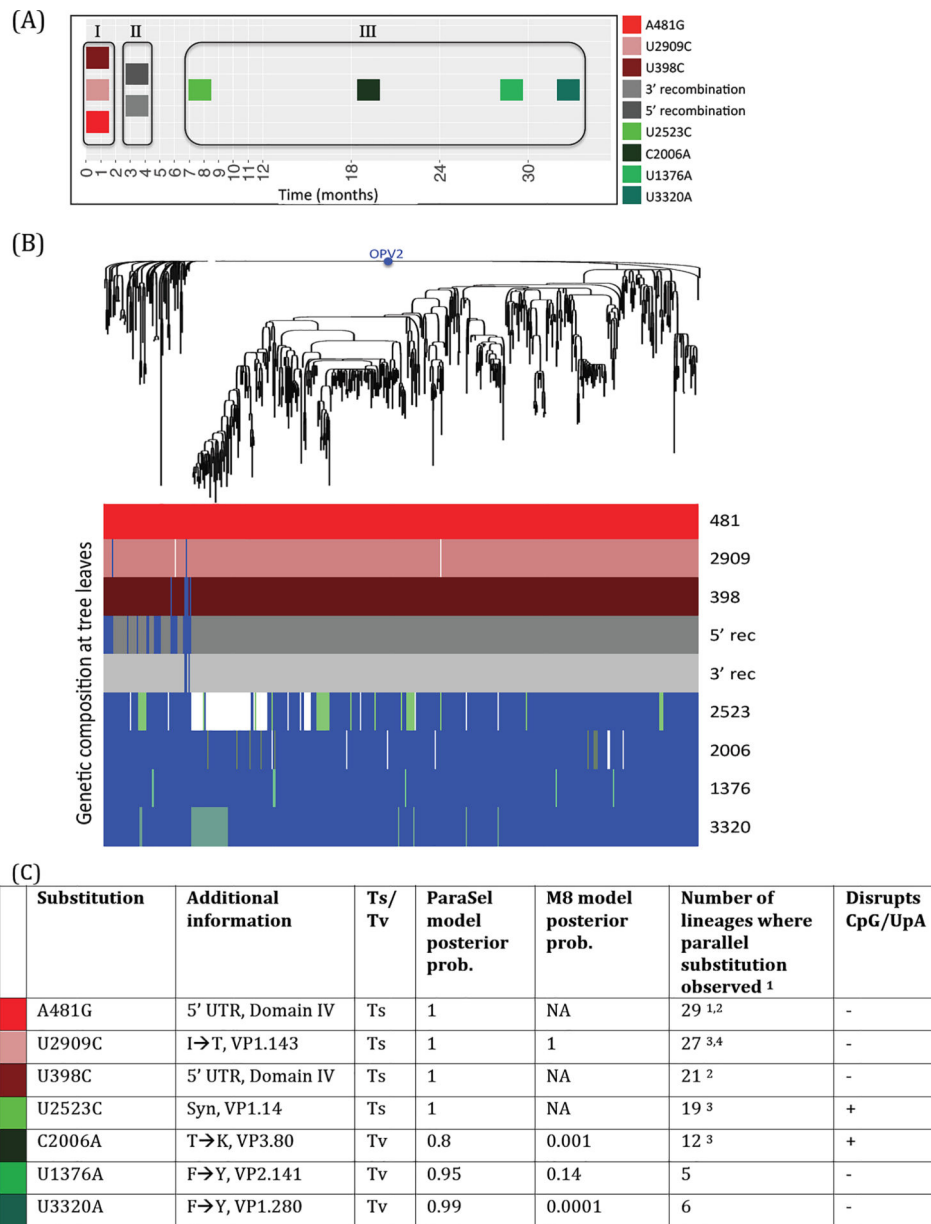 (A)
I
II
III
0
1
2
3
4
5
6
7
8
9
10
11
12
18
24
30
Time (months)
A481G
U2909C
U398C
3' recombination
5' recombination
U2523C
C2006A
U1376A
U3320A
(B)
OPV2
Genetic composition at tree leaves
481
2909
398
5' rec
3' rec
2523
2006
1376
3320
(C)
Substitution Additional information Ts/Tv ParaSel model posterior prob. M8 model posterior prob. Number of lineages where parallel substitution observed 1 Disrupts CpG/UpA
A481G 5' UTR, Domain IV Ts 1 NA 29 1,2 -
U2909C I→T, VP1.143 Ts 1 1 27 3,4 -
U398C 5' UTR, Domain IV Ts 1 NA 21 2 -
U2523C Syn, VP1.14 Ts 1 NA 19 3 +
C2006A T→K, VP3.80 Tv 0.8 0.001 12 3 +
U1376A F→Y, VP2.141 Tv 0.95 0.14 5 -
U3320A F→Y, VP1.280 Tv 0.99 0.0001 6 -